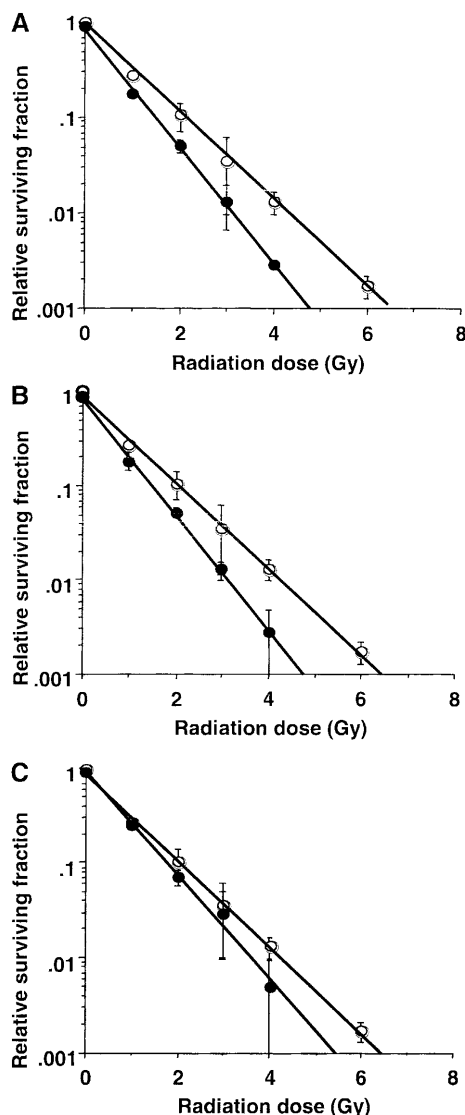 A
Relative surviving fraction
1
.1
.01
.001
0 2 4 6 8
Radiation dose (Gy)
B
Relative surviving fraction
1
.1
.01
.001
0 2 4 6 8
Radiation dose (Gy)
C
Relative surviving fraction
1
.1
.01
.001
0 2 4 6 8
Radiation dose (Gy)